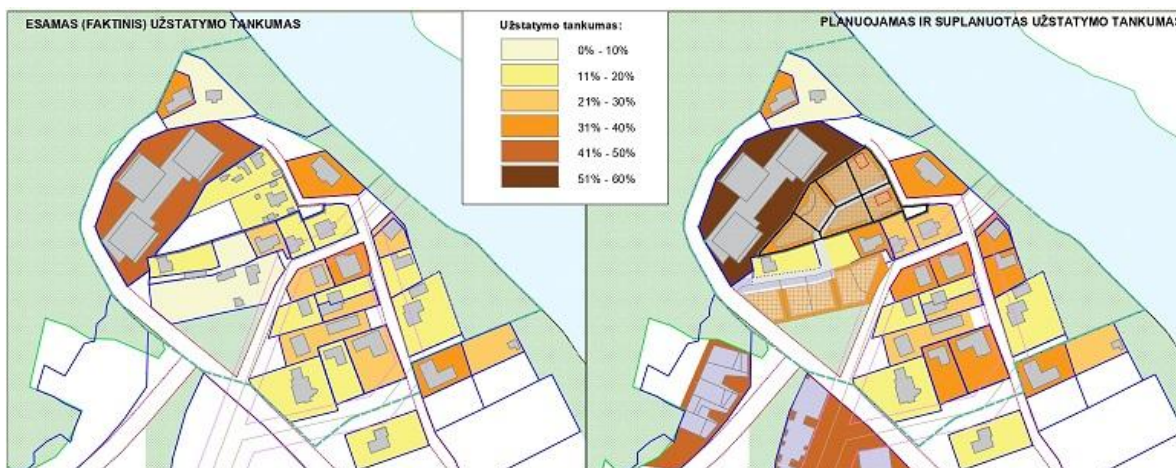 ESAMAS (FAKTINIS) UŽSTATYMO TANKUMAS
Užstatymo tankumas:
0% - 10%
11% - 20%
21% - 30%
31% - 40%
41% - 50%
51% - 60%
PLANUOJAMAS IR SUPLANUOTAS UŽSTATYMO TANKUMAS